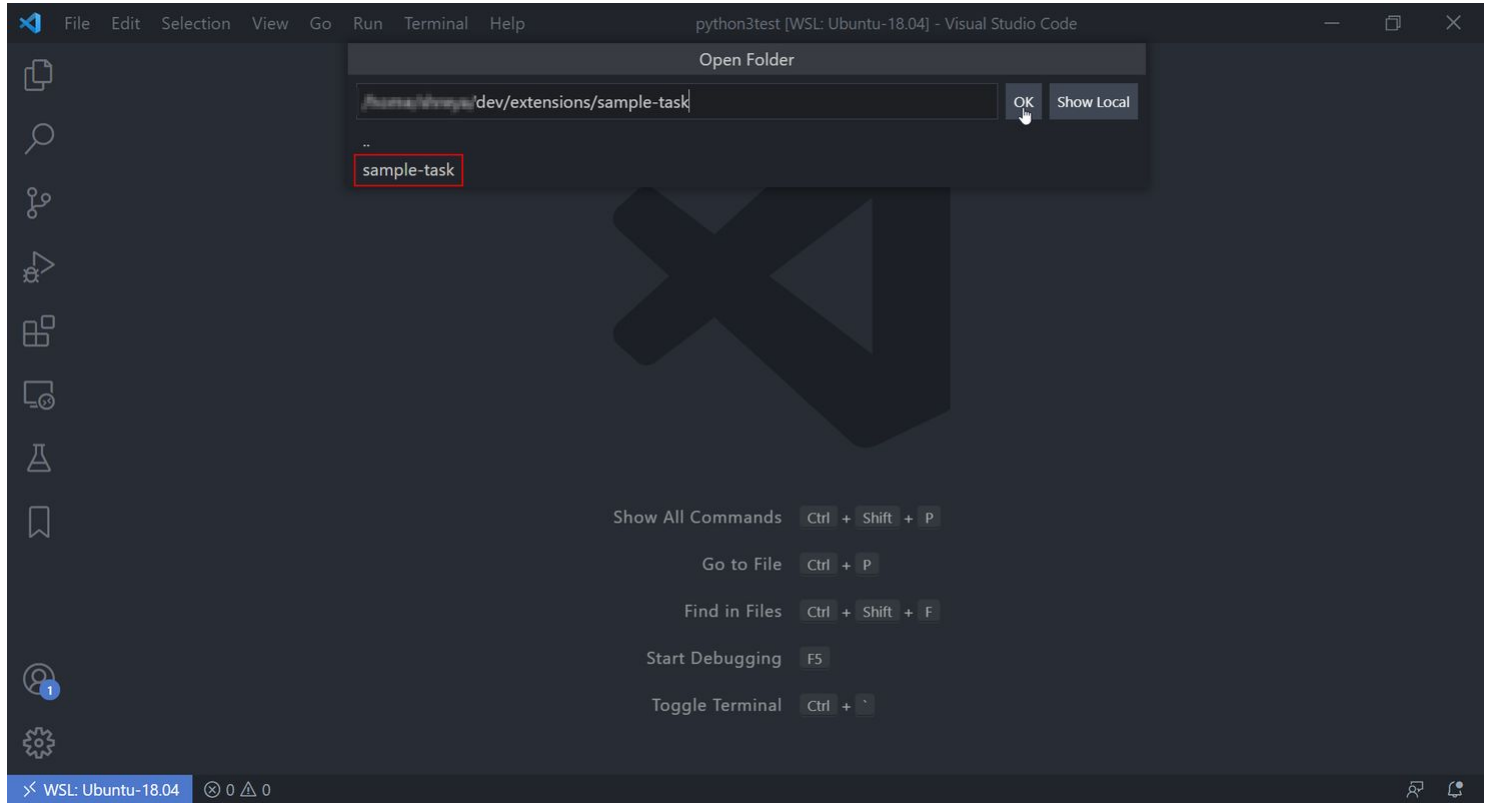 File Edit Selection View Go Run Terminal Help python3test [WSL: Ubuntu-18.04] - Visual Studio Code
Open Folder
/dev/extensions/sample-task OK Show Local
..
sample-task
Show All Commands Ctrl + Shift + P
Go to File Ctrl + P
Find in Files Ctrl + Shift + F
Start Debugging F5
Toggle Terminal Ctrl + `
1
WSL: Ubuntu-18.04 0 0